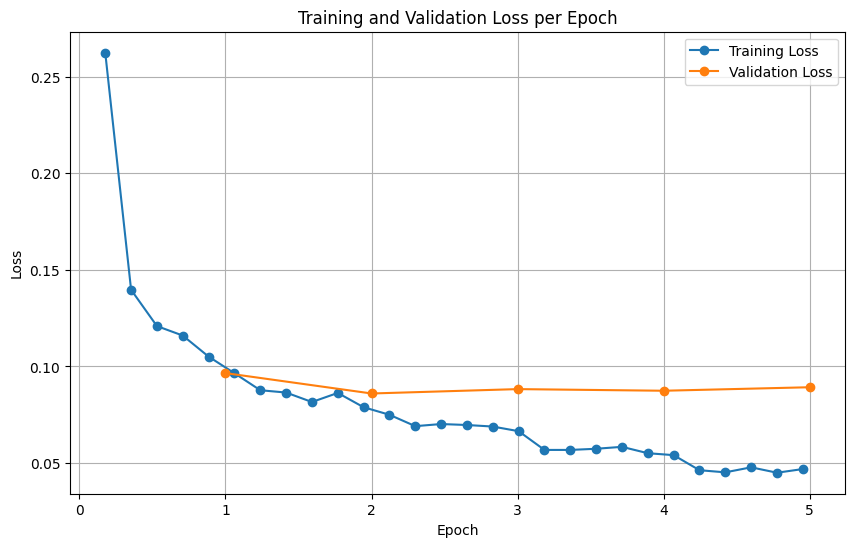 Training and Validation Loss per Epoch
Training Loss
Validation Loss
Loss
0.25
0.20
0.15
0.10
0.05
0 1 2 3 4 5
Epoch